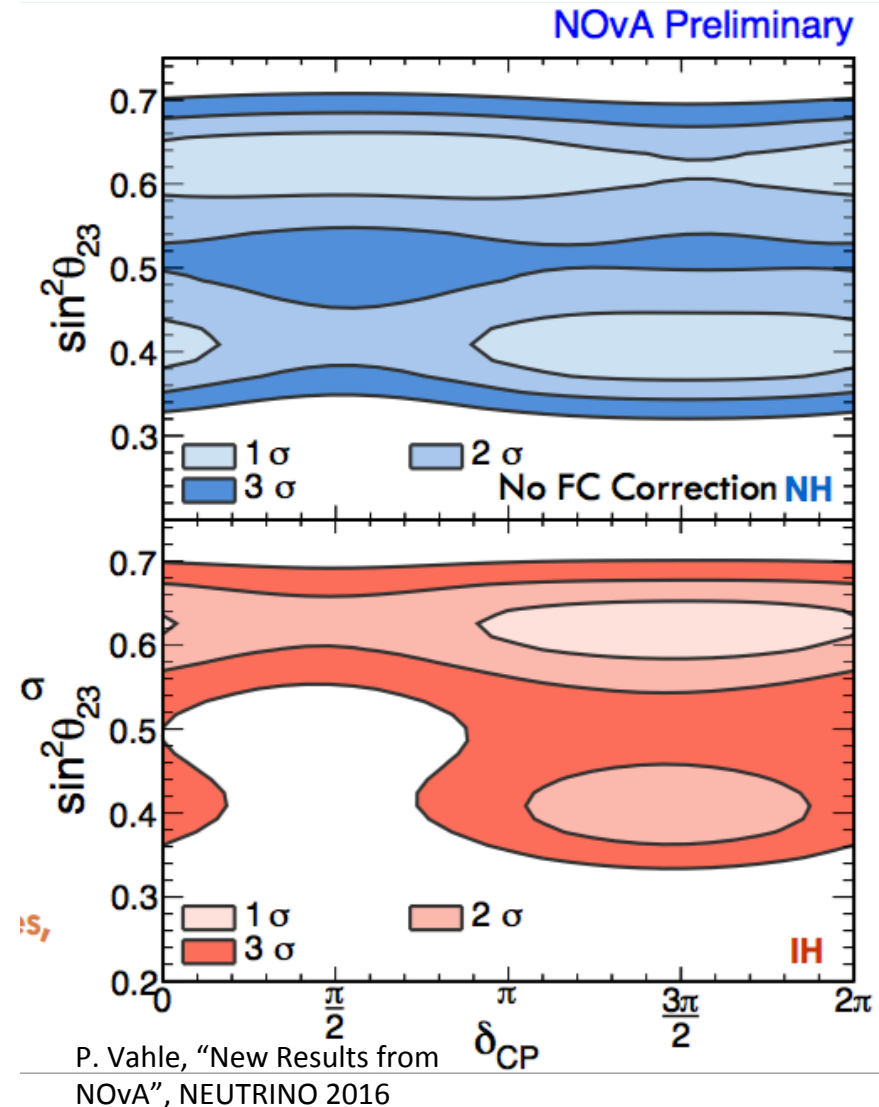 NOvA Preliminary
0.7
0.6
sin²θ₂₃
0.5
0.4
0.3
1 σ
2 σ
3 σ
No FC Correction NH
0.7
0.6
σ
sin²θ₂₃
0.5
0.4
0.3
es,
1 σ
2 σ
3 σ
IH
0.2
0
π/2
π
3π/2
2π
δCP
P. Vahle, “New Results from
NOvA”, NEUTRINO 2016